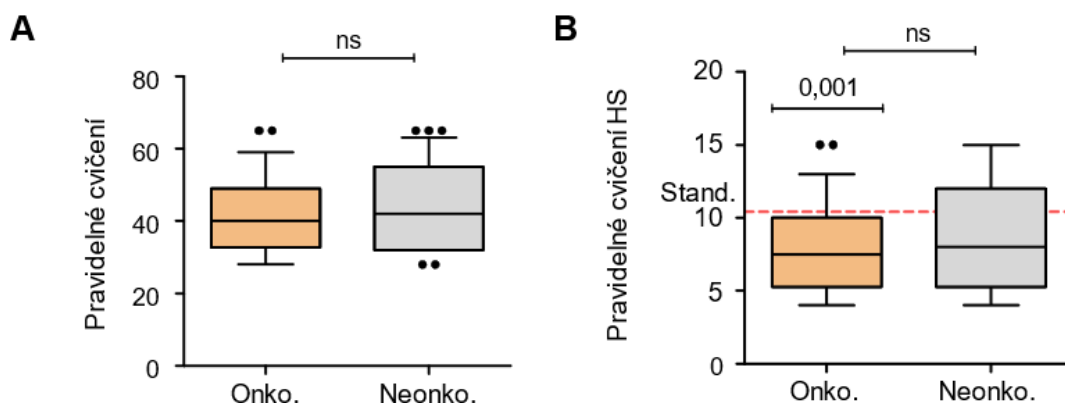 A
ns
Pravidelné cvičení
80
60
40
20
0
Onko.
Neonko.
B
ns
0,001
Pravidelné cvičení HS
Stand.
20
15
10
5
0
Onko.
Neonko.